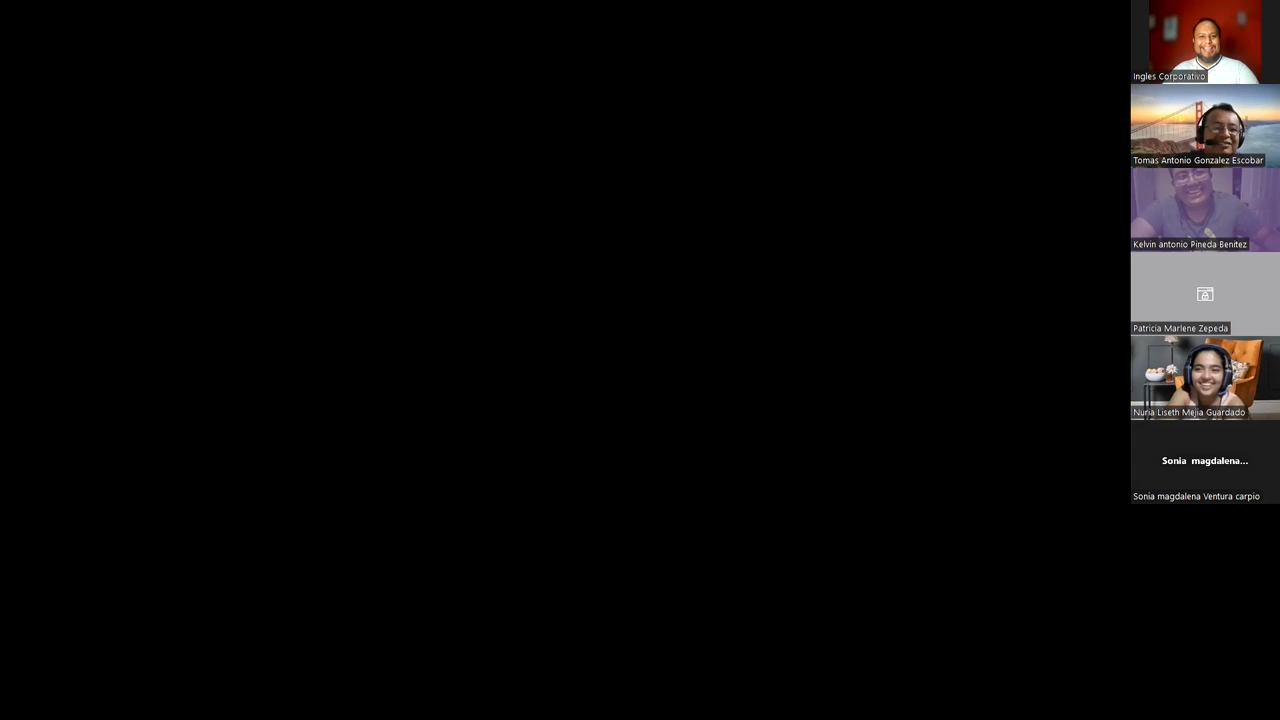 Ingles Corporativo
Tomas Antonio Gonzalez Escobar
Kelvin antonio Pineda Benitez
Patricia Marlene Zepeda
Nuria Liseth Mejia Guardado
Sonia magdalena...
Sonia magdalena Ventura carpio